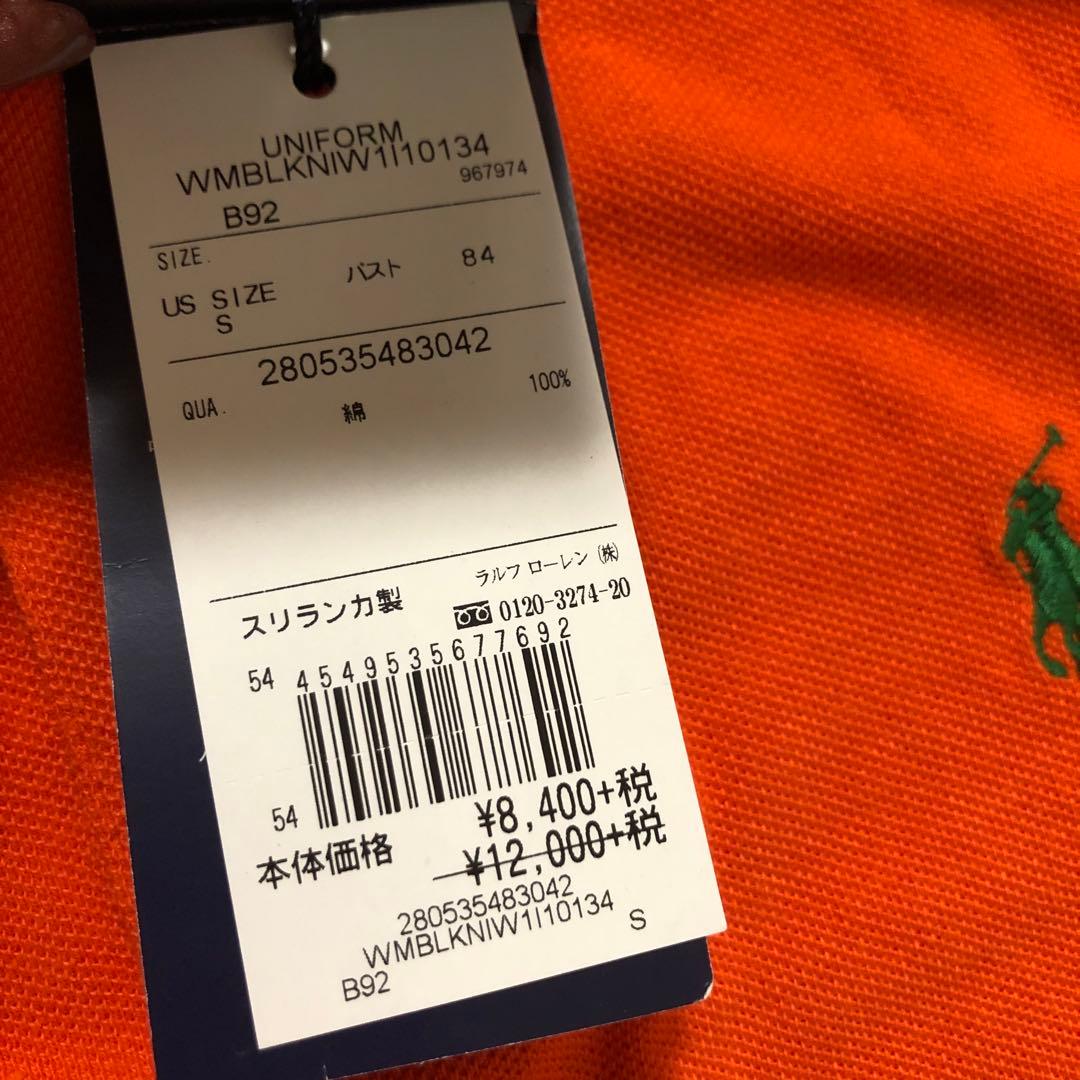 UNIFORM
WMBLKNIW1I10134
967974
B92
SIZE.
バスト 84
US SIZE
S
280535483042
QUA. 綿 100%
ラルフ ローレン (株)
スリランカ製 0120-3274-20
54 4549535677692
54
¥8,400+税
本体価格 ¥12,000+税
280535483042
WMBLKNIW1I10134 S
B92